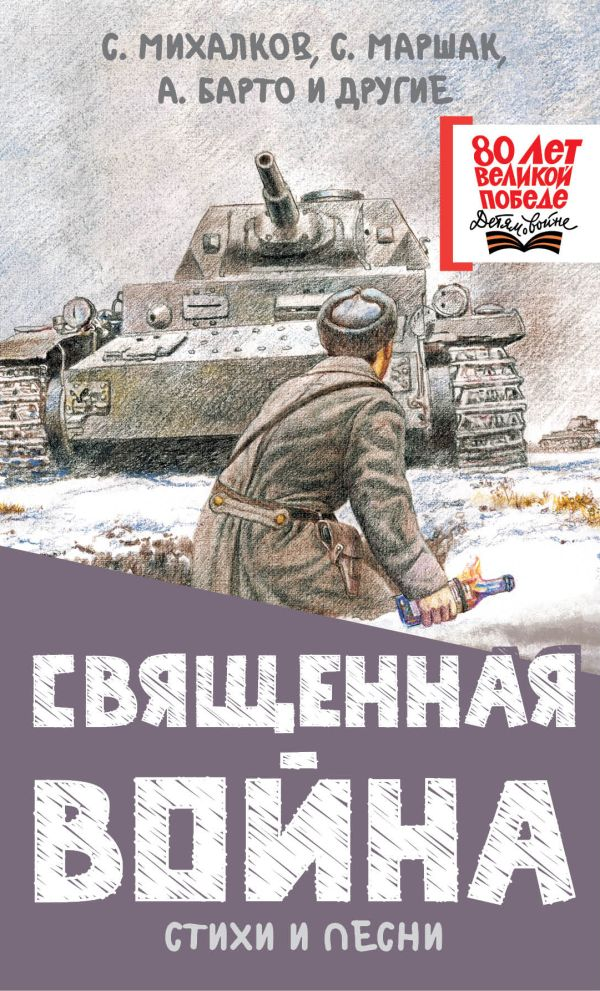 С. МИХАЛКОВ, С. МАРШАК,
А. БАРТО И ДРУГИЕ
80 ЛЕТ
ВЕЛИКОЙ
ПОБЕДЕ
Детям о войне
СВЯЩЕННАЯ
ВОЙНА
СТИХИ И ПЕСНИ